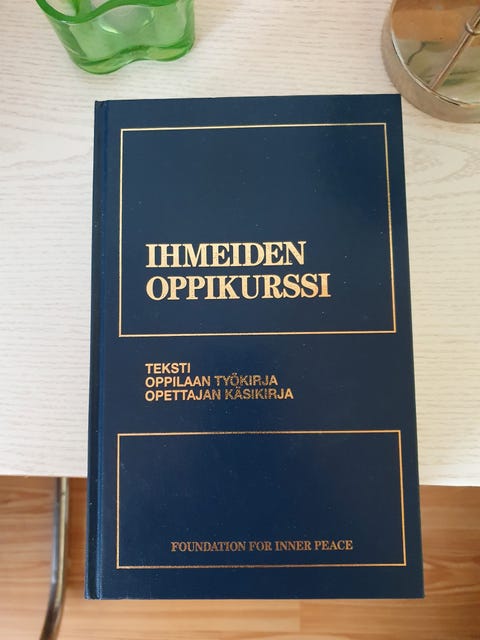 IHMEIDEN
OPPIKURSSI
TEKSTI
OPPILAAN TYÖKIRJA
OPETTAJAN KÄSIKIRJA
FOUNDATION FOR INNER PEACE